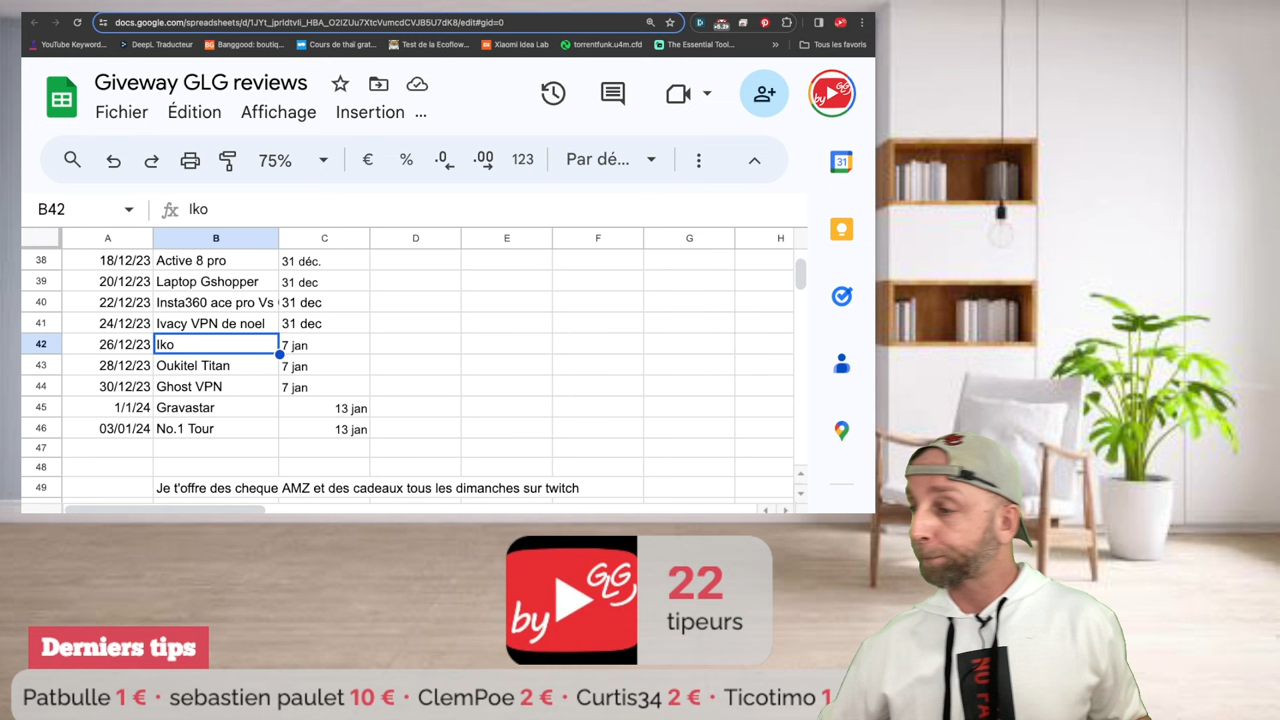 docs.google.com/spreadsheets/d/1JYt_jprIdtvIi_HBA_O2IZUu7XtcVumcdCVJB5U7dK8/edit#gid=0
YouTube Keyword... DeepL Traducteur Banggood: boutiq... Cours de thaï grat... Test de la Ecoflow... Xiaomi Idea Lab torrentfunk.u4m.cfd The Essential Tool... » Tous les favoris
Giveway GLG reviews
Fichier Édition Affichage Insertion ...
75% € % .0 .00 123 Par dé...
31
B42 fx Iko
A B C D E F G H
38 18/12/23 Active 8 pro 31 déc.
39 20/12/23 Laptop Gshopper 31 dec
40 22/12/23 Insta360 ace pro Vs 31 dec
41 24/12/23 Ivacy VPN de noel 31 dec
42 26/12/23 Iko 7 jan
43 28/12/23 Oukitel Titan 7 jan
44 30/12/23 Ghost VPN 7 jan
45 1/1/24 Gravastar 13 jan
46 03/01/24 No.1 Tour 13 jan
47
48
49 Je t'offre des cheque AMZ et des cadeaux tous les dimanches sur twitch
by GLG
22
tipeurs
Derniers tips
Patbulle 1 € · sebastien paulet 10 € · ClemPoe 2 € · Curtis34 2 € · Ticotimo 1